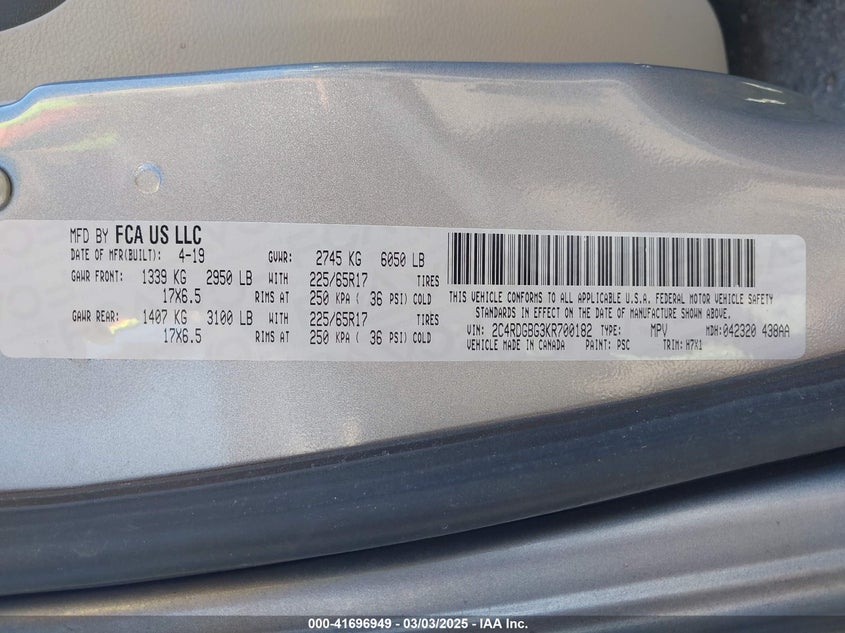 MFD BY FCA US LLC
DATE OF MFR(BUILT): 4-19 GVWR: 2745 KG 6050 LB
GAWR FRONT: 1339 KG 2950 LB WITH 225/65R17 TIRES
17X6.5 RIMS AT 250 KPA ( 36 PSI) COLD
GAWR REAR: 1407 KG 3100 LB WITH 225/65R17 TIRES
17X6.5 RIMS AT 250 KPA ( 36 PSI) COLD
THIS VEHICLE CONFORMS TO ALL APPLICABLE U.S.A. FEDERAL MOTOR VEHICLE SAFETY
STANDARDS IN EFFECT ON THE DATE OF MANUFACTURE SHOWN ABOVE.
VIN: 2C4RDGBG3KR700182 TYPE: MPV MDH:042320 438AA
VEHICLE MADE IN CANADA PAINT: PSC TRIM: H7X1
000-41696949 - 03/03/2025 - IAA Inc.